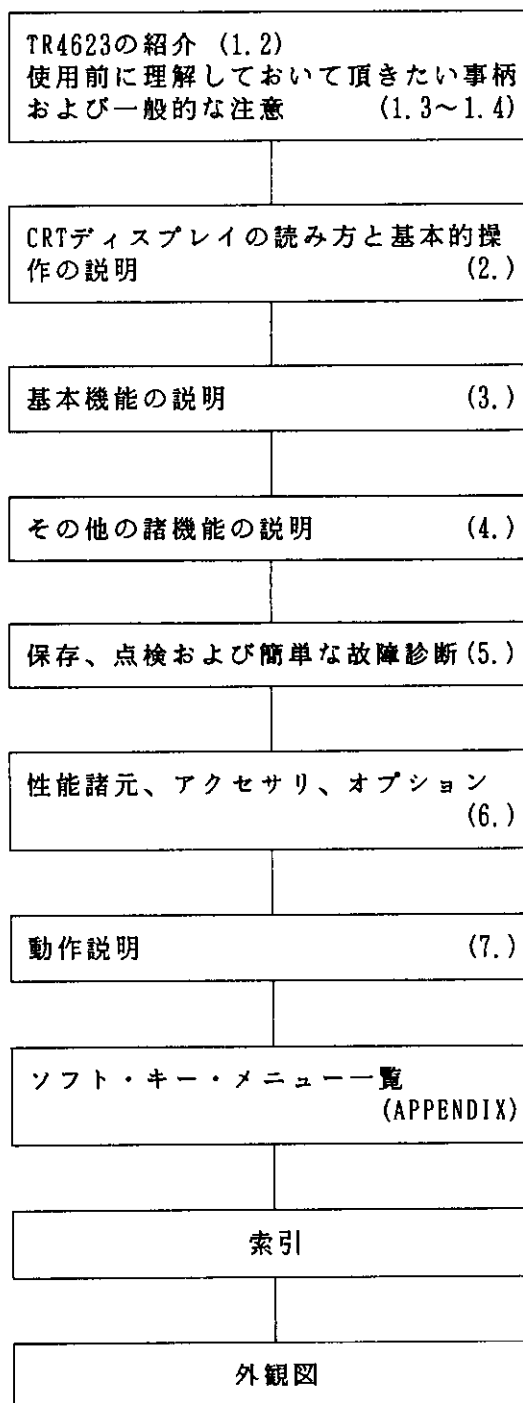 TR4623の紹介 (1.2)
使用前に理解しておいて頂きたい事柄
および一般的な注意 (1.3～1.4)
CRTディスプレイの読み方と基本的操
作の説明 (2.)
基本機能の説明 (3.)
その他の諸機能の説明 (4.)
保存、点検および簡単な故障診断(5.)
性能諸元、アクセサリ、オプション
(6.)
動作説明 (7.)
ソフト・キー・メニュー一覧
(APPENDIX)
索引
外観図